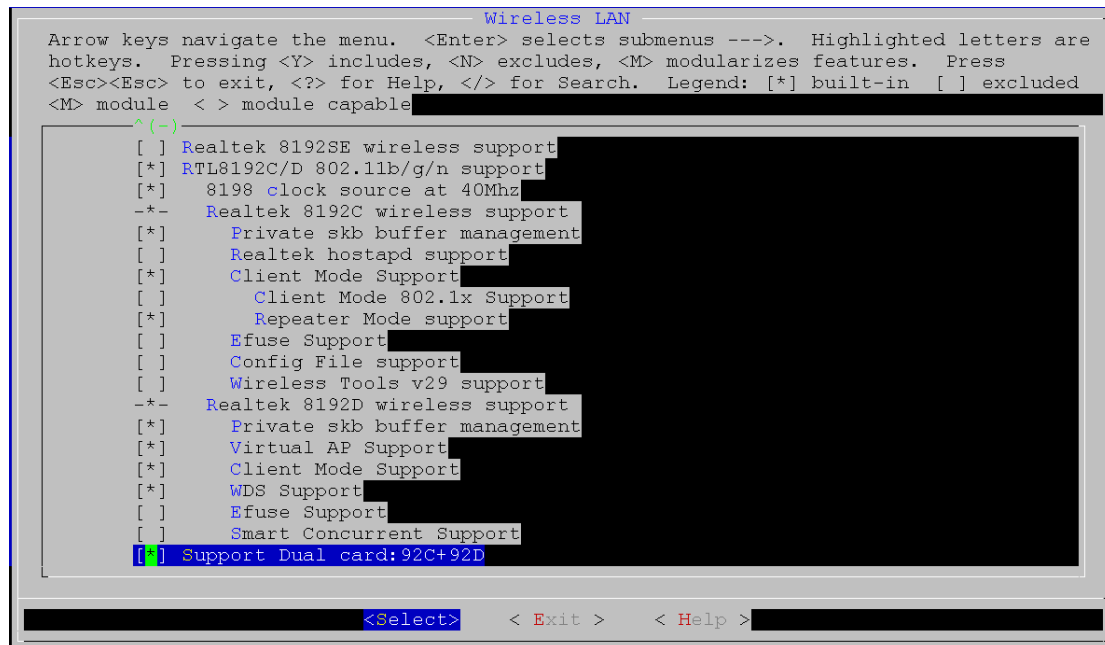 Wireless LAN
Arrow keys navigate the menu.  <Enter> selects submenus --->.  Highlighted letters are
hotkeys.  Pressing <Y> includes, <N> excludes, <M> modularizes features.  Press
<Esc><Esc> to exit, <?> for Help, </> for Search.  Legend: [*] built-in  [ ] excluded
<M> module  < > module capable
^(-)
[ ] Realtek 8192SE wireless support
[*] RTL8192C/D 802.11b/g/n support
[*]   8198 clock source at 40Mhz
-*-   Realtek 8192C wireless support
[*]     Private skb buffer management
[ ]     Realtek hostapd support
[*]     Client Mode Support
[ ]       Client Mode 802.1x Support
[*]       Repeater Mode support
[ ]     Efuse Support
[ ]     Config File support
[ ]     Wireless Tools v29 support
-*-   Realtek 8192D wireless support
[*]     Private skb buffer management
[*]     Virtual AP Support
[*]     Client Mode Support
[*]     WDS Support
[ ]     Efuse Support
[ ]     Smart Concurrent Support
[*] Support Dual card:92C+92D
<Select>    < Exit >    < Help >